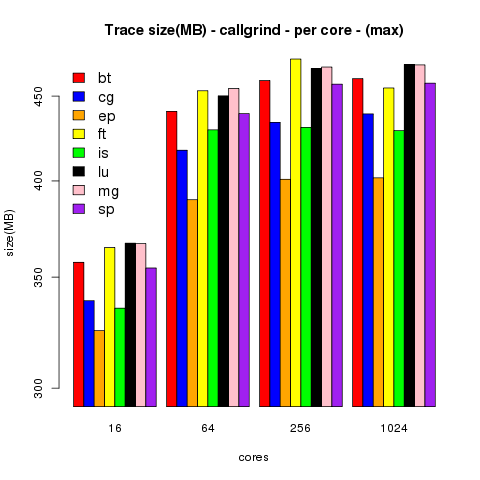 Trace size(MB) - callgrind - per core - (max)
bt
cg
ep
ft
is
lu
mg
sp
size(MB)
450
400
350
300
16 64 256 1024
cores